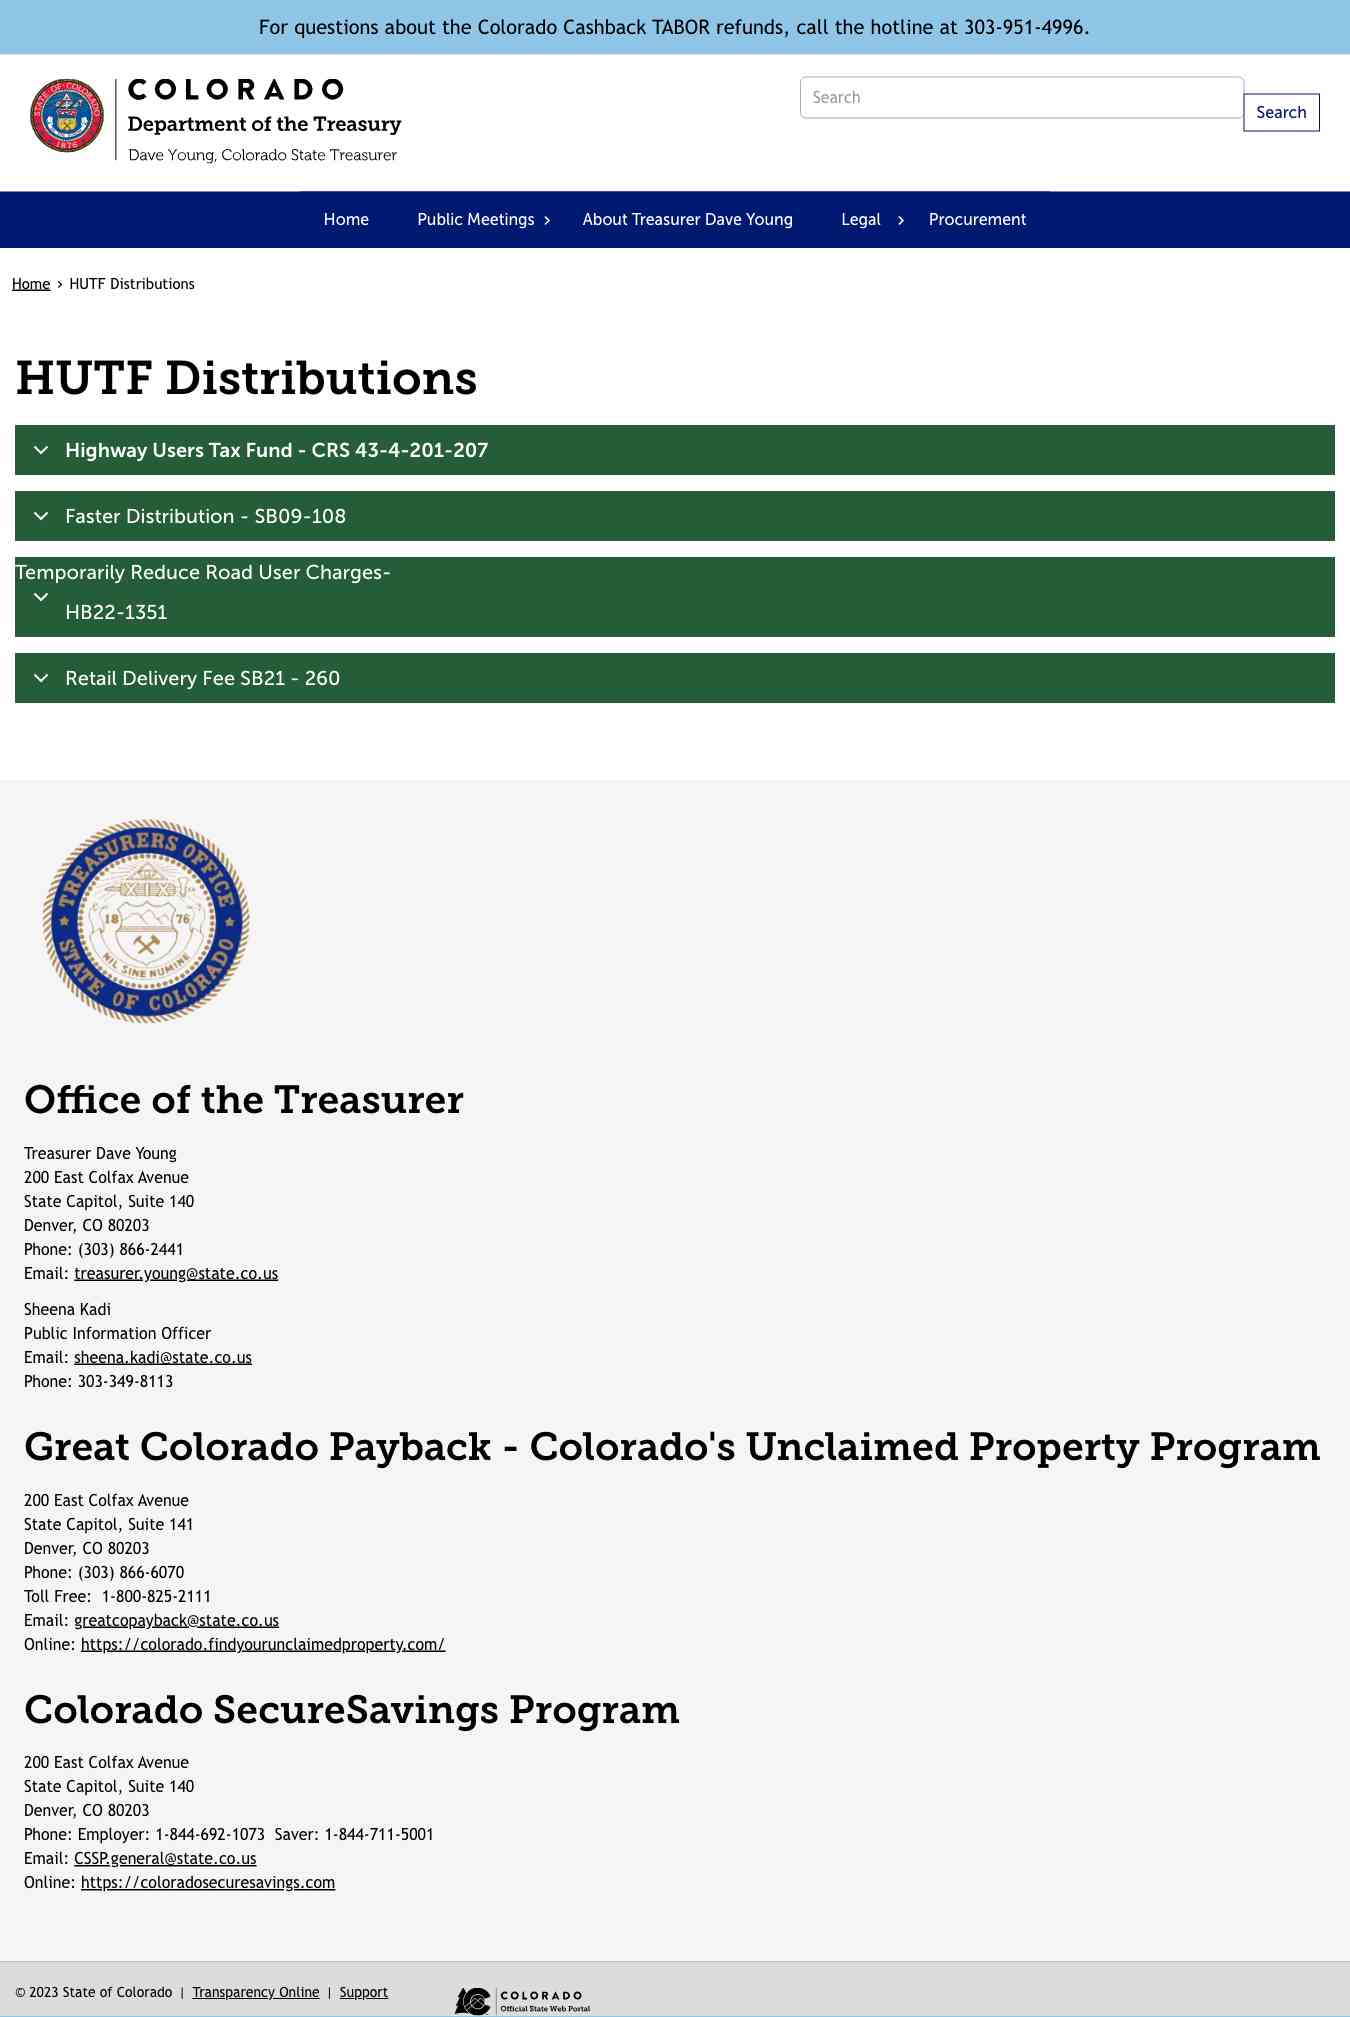 For questions about the Colorado Cashback TABOR refunds, call the hotline at 303-951-4996.
STATE OF COLORADO
1876
COLORADO
Department of the Treasury
Dave Young, Colorado State Treasurer
Search
Search
Home
Public Meetings
About Treasurer Dave Young
Legal
Procurement
Home › HUTF Distributions
HUTF Distributions
Highway Users Tax Fund - CRS 43-4-201-207
Faster Distribution - SB09-108
Temporarily Reduce Road User Charges-
HB22-1351
Retail Delivery Fee SB21 - 260
TREASURERS OFFICE
18 76
NIL SINE NUMINE
STATE OF COLORADO
Office of the Treasurer
Treasurer Dave Young
200 East Colfax Avenue
State Capitol, Suite 140
Denver, CO 80203
Phone: (303) 866-2441
Email: treasurer.young@state.co.us
Sheena Kadi
Public Information Officer
Email: sheena.kadi@state.co.us
Phone: 303-349-8113
Great Colorado Payback - Colorado's Unclaimed Property Program
200 East Colfax Avenue
State Capitol, Suite 141
Denver, CO 80203
Phone: (303) 866-6070
Toll Free:  1-800-825-2111
Email: greatcopayback@state.co.us
Online: https://colorado.findyourunclaimedproperty.com/
Colorado SecureSavings Program
200 East Colfax Avenue
State Capitol, Suite 140
Denver, CO 80203
Phone: Employer: 1-844-692-1073  Saver: 1-844-711-5001
Email: CSSP.general@state.co.us
Online: https://coloradosecuresavings.com
© 2023 State of Colorado | Transparency Online | Support
COLORADO
Official State Web Portal